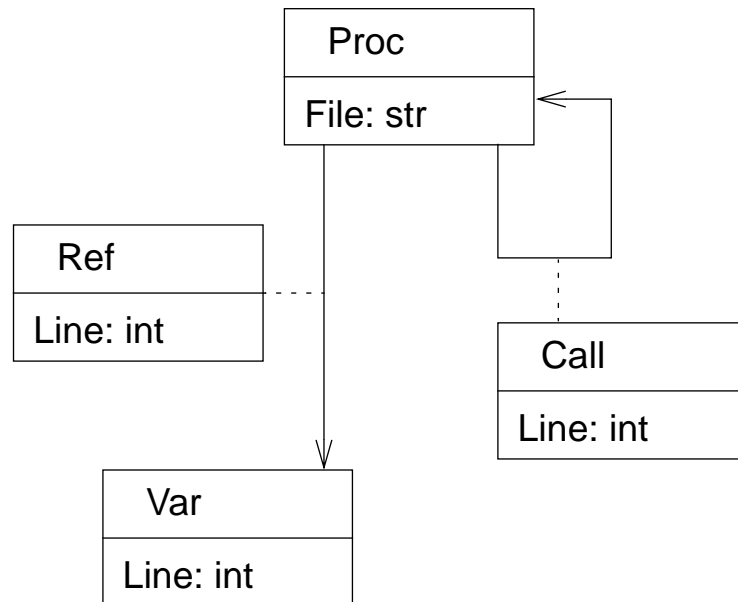 Proc
File: str
Ref
Line: int
Call
Line: int
Var
Line: int